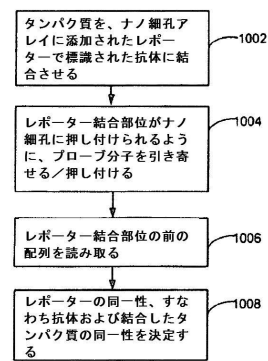 タンパク質を、ナノ細孔ア
レイに添加されたレポー
ターで標識された抗体に結
合させる
1002
レポーター結合部位がナノ
細孔に押し付けられるよう
に、プローブ分子を引き寄
せる/押し付ける
1004
レポーター結合部位の前の
配列を読み取る
1006
レポーターの同一性、すな
わち抗体および結合したタ
ンパク質の同一性を決定す
る
1008